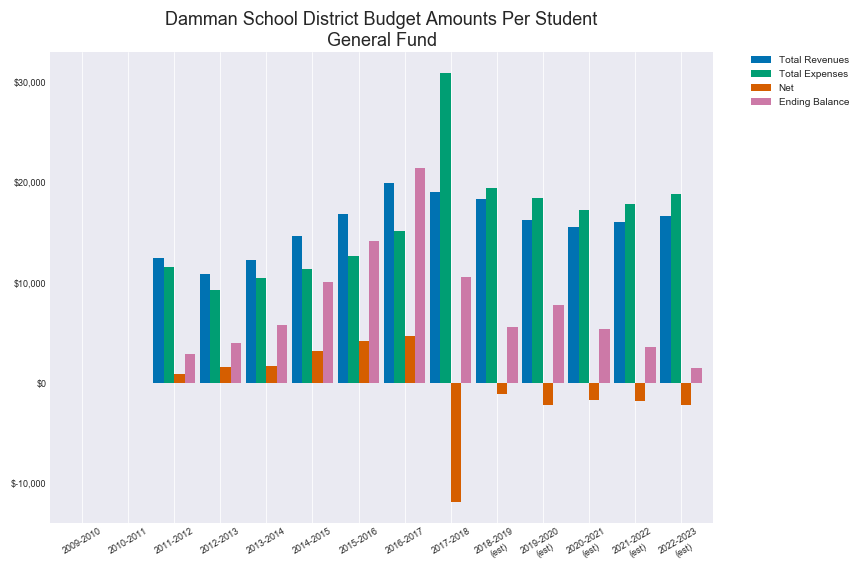 Damman School District Budget Amounts Per Student
General Fund
Total Revenues
Total Expenses
Net
Ending Balance
$30,000
$20,000
$10,000
$0
$-10,000
2009-2010
2010-2011
2011-2012
2012-2013
2013-2014
2014-2015
2015-2016
2016-2017
2017-2018
2018-2019
(est)
2019-2020
(est)
2020-2021
(est)
2021-2022
(est)
2022-2023
(est)